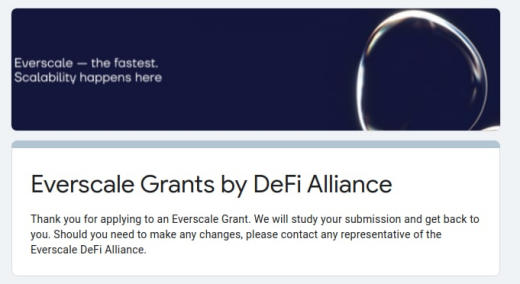 Everscale — the fastest.
Scalability happens here
Everscale Grants by DeFi Alliance
Thank you for applying to an Everscale Grant. We will study your submission and get back to
you. Should you need to make any changes, please contact any representative of the
Everscale DeFi Alliance.